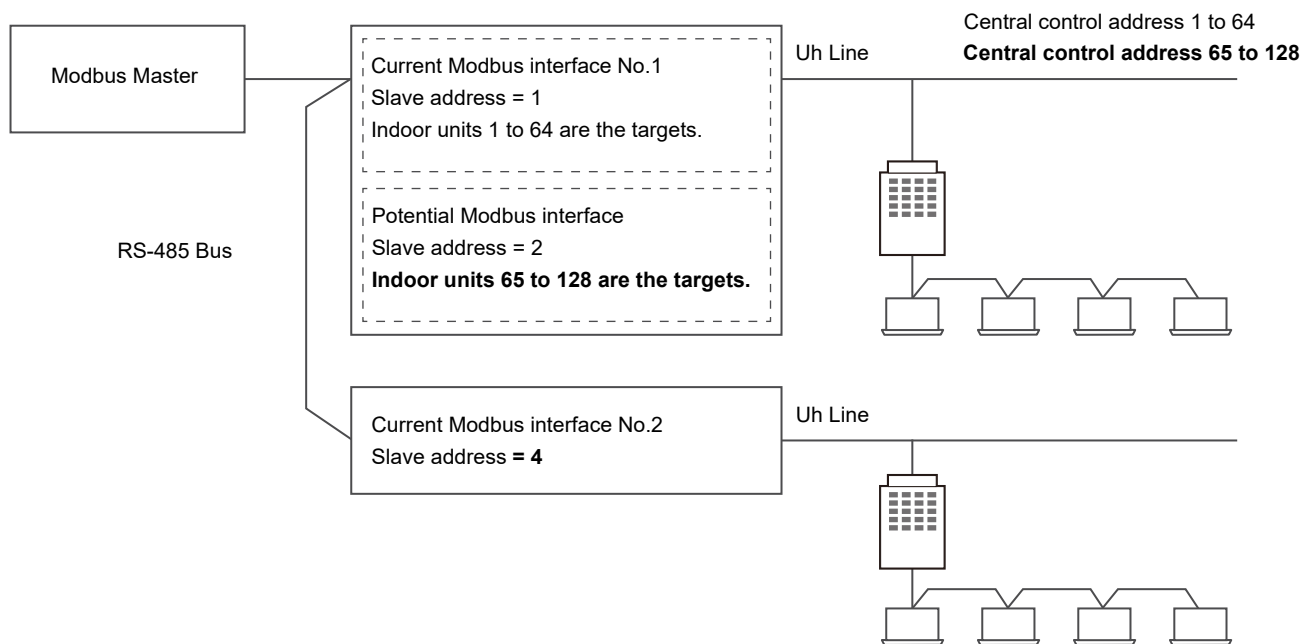 Central control address 1 to 64
Central control address 65 to 128
Uh Line
Modbus Master
Current Modbus interface No.1
Slave address = 1
Indoor units 1 to 64 are the targets.
Potential Modbus interface
Slave address = 2
Indoor units 65 to 128 are the targets.
RS-485 Bus
Uh Line
Current Modbus interface No.2
Slave address = 4